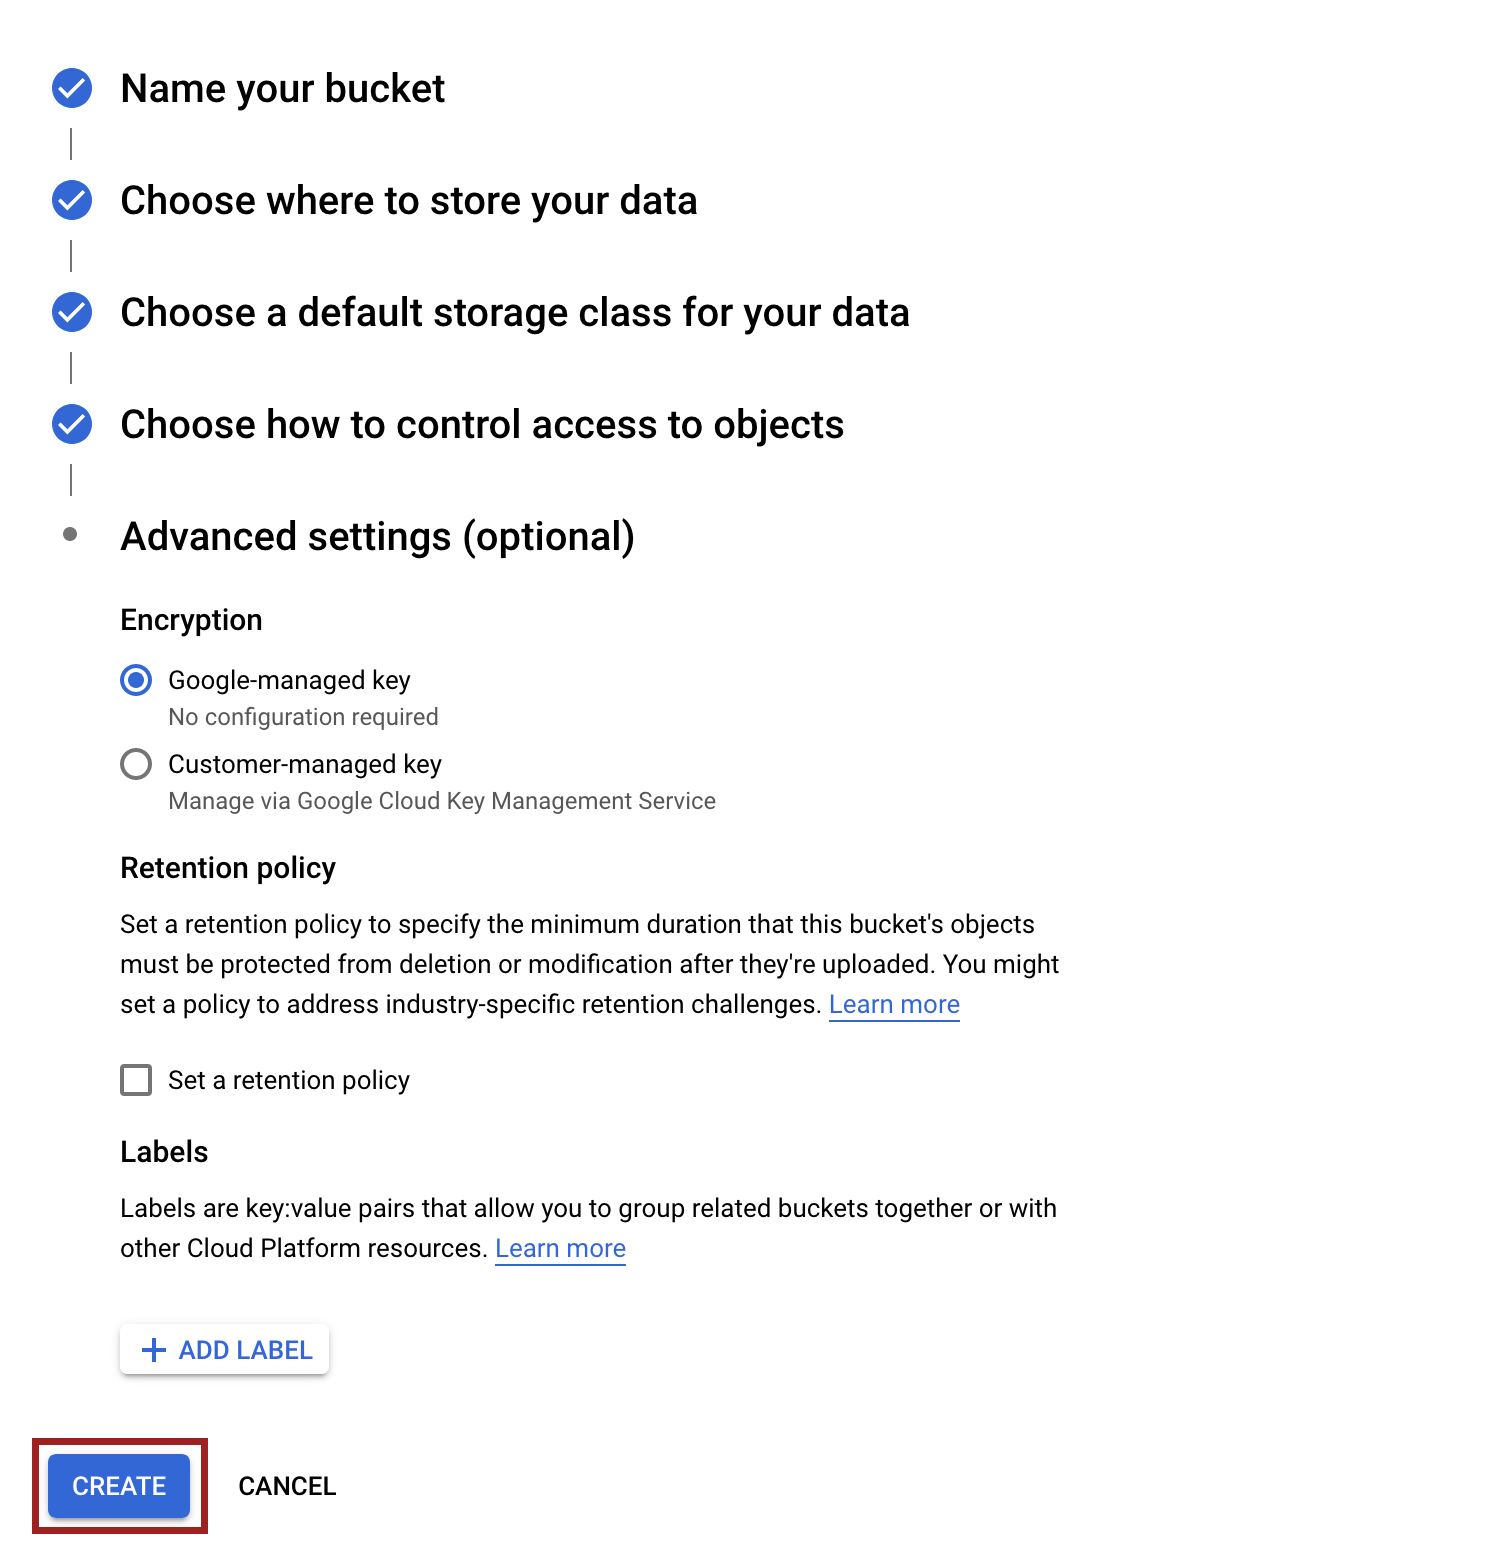 Name your bucket
Choose where to store your data
Choose a default storage class for your data
Choose how to control access to objects
Advanced settings (optional)
Encryption
Google-managed key
No configuration required
Customer-managed key
Manage via Google Cloud Key Management Service
Retention policy
Set a retention policy to specify the minimum duration that this bucket's objects
must be protected from deletion or modification after they're uploaded. You might
set a policy to address industry-specific retention challenges. Learn more
Set a retention policy
Labels
Labels are key:value pairs that allow you to group related buckets together or with
other Cloud Platform resources. Learn more
ADD LABEL
CREATE CANCEL